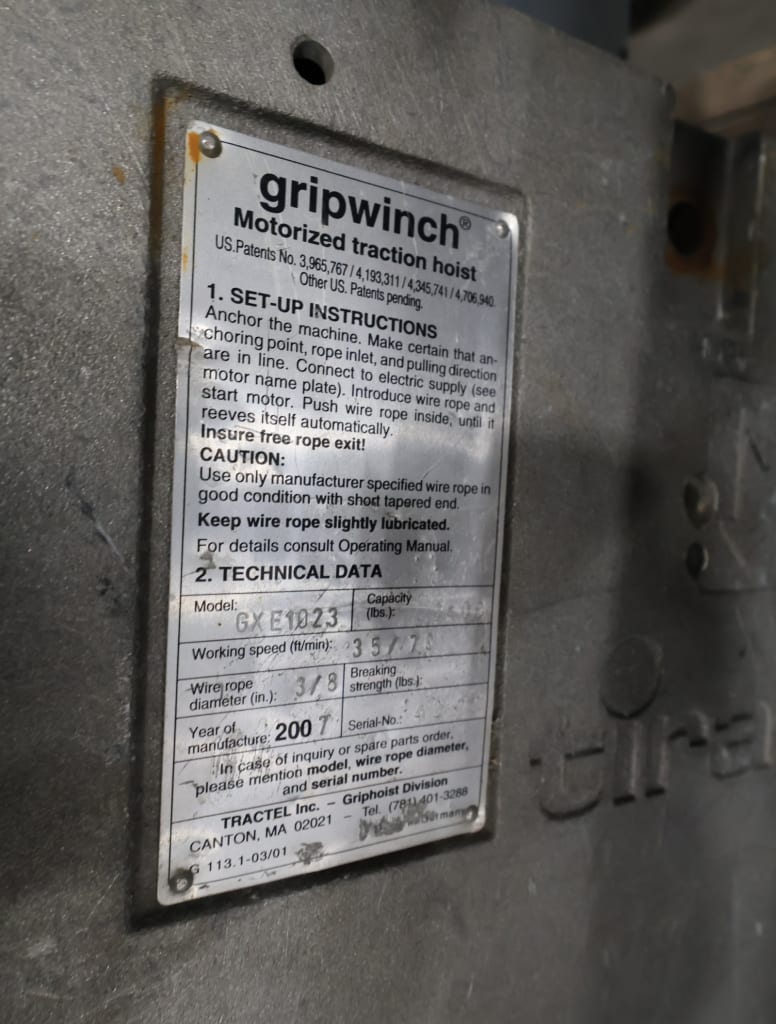 gripwinch®
Motorized traction hoist
US.Patents No. 3,965,767 / 4,193,311 / 4,345,741 / 4,706,940
Other US. Patents pending.
1. SET-UP INSTRUCTIONS
Anchor the machine. Make certain that an-
choring point, rope inlet, and pulling direction
are in line. Connect to electric supply (see
motor name plate). Introduce wire rope and
start motor. Push wire rope inside, until it
reeves itself automatically.
Insure free rope exit!
CAUTION:
Use only manufacturer specified wire rope in
good condition with short tapered end.
Keep wire rope slightly lubricated.
For details consult Operating Manual.
2. TECHNICAL DATA
Model: GXE1023 Capacity (lbs.):
Working speed (ft/min): 35/
Wire rope diameter (in.): 3/8 Breaking strength (lbs.):
Year of manufacture: 2007 Serial-No.:
In case of inquiry or spare parts order,
please mention model, wire rope diameter,
and serial number.
TRACTEL Inc. – Griphoist Division
CANTON, MA 02021 – Tel. (781) 401-3288
G 113.1-03/01
tira